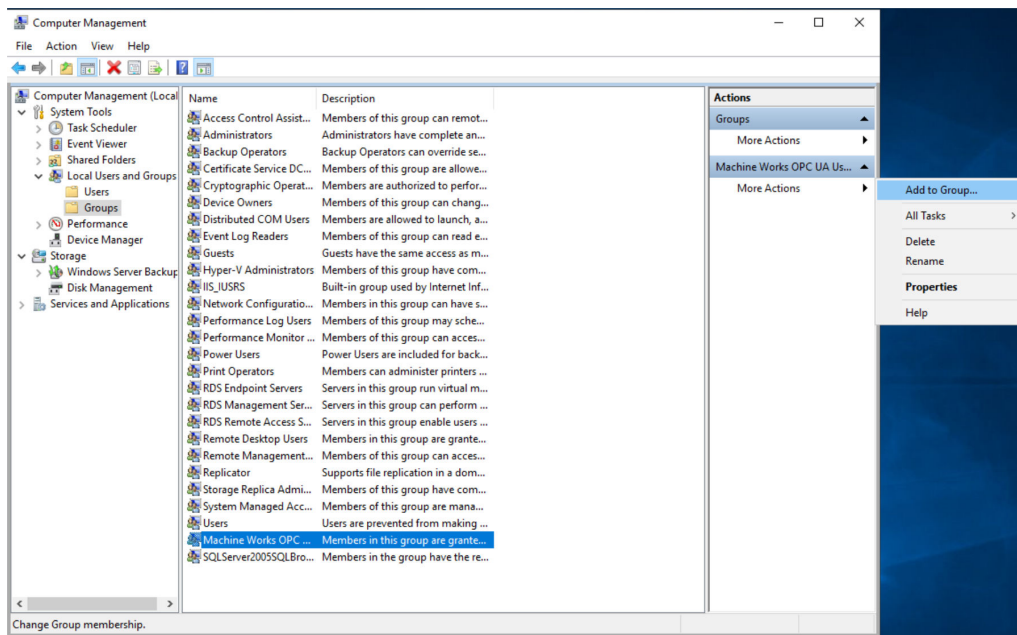 Computer Management
File Action View Help
Computer Management (Local
System Tools
Task Scheduler
Event Viewer
Shared Folders
Local Users and Groups
Users
Groups
Performance
Device Manager
Storage
Windows Server Backup
Disk Management
Services and Applications
Name Description
Access Control Assist... Members of this group can remot...
Administrators Administrators have complete an...
Backup Operators Backup Operators can override se...
Certificate Service DC... Members of this group are allowe...
Cryptographic Operat... Members are authorized to perfor...
Device Owners Members of this group can chang...
Distributed COM Users Members are allowed to launch, a...
Event Log Readers Members of this group can read e...
Guests Guests have the same access as m...
Hyper-V Administrators Members of this group have com...
IIS_IUSRS Built-in group used by Internet Inf...
Network Configuratio... Members in this group can have s...
Performance Log Users Members of this group may sche...
Performance Monitor ... Members of this group can acces...
Power Users Power Users are included for back...
Print Operators Members can administer printers ...
RDS Endpoint Servers Servers in this group run virtual m...
RDS Management Ser... Servers in this group can perform ...
RDS Remote Access S... Servers in this group enable users ...
Remote Desktop Users Members in this group are grante...
Remote Management... Members of this group can acces...
Replicator Supports file replication in a dom...
Storage Replica Admi... Members of this group have com...
System Managed Acc... Members of this group are mana...
Users Users are prevented from making ...
Machine Works OPC ... Members in this group are grante...
SQLServer2005SQLBro... Members in the group have the re...
Actions
Groups
More Actions
Machine Works OPC UA Us...
More Actions
Add to Group...
All Tasks
Delete
Rename
Properties
Help
Change Group membership.